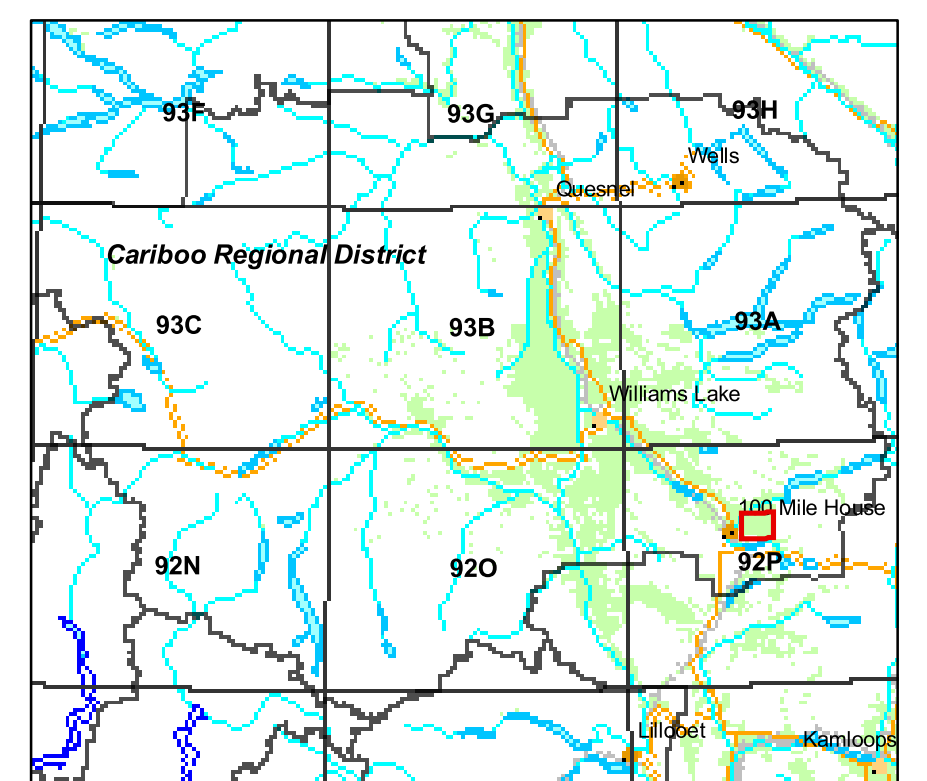 93F
93G
93H
Wells
Quesnel
Cariboo Regional District
93C
93B
93A
Williams Lake
100 Mile House
92N
92O
92P
Lillooet
Kamloops